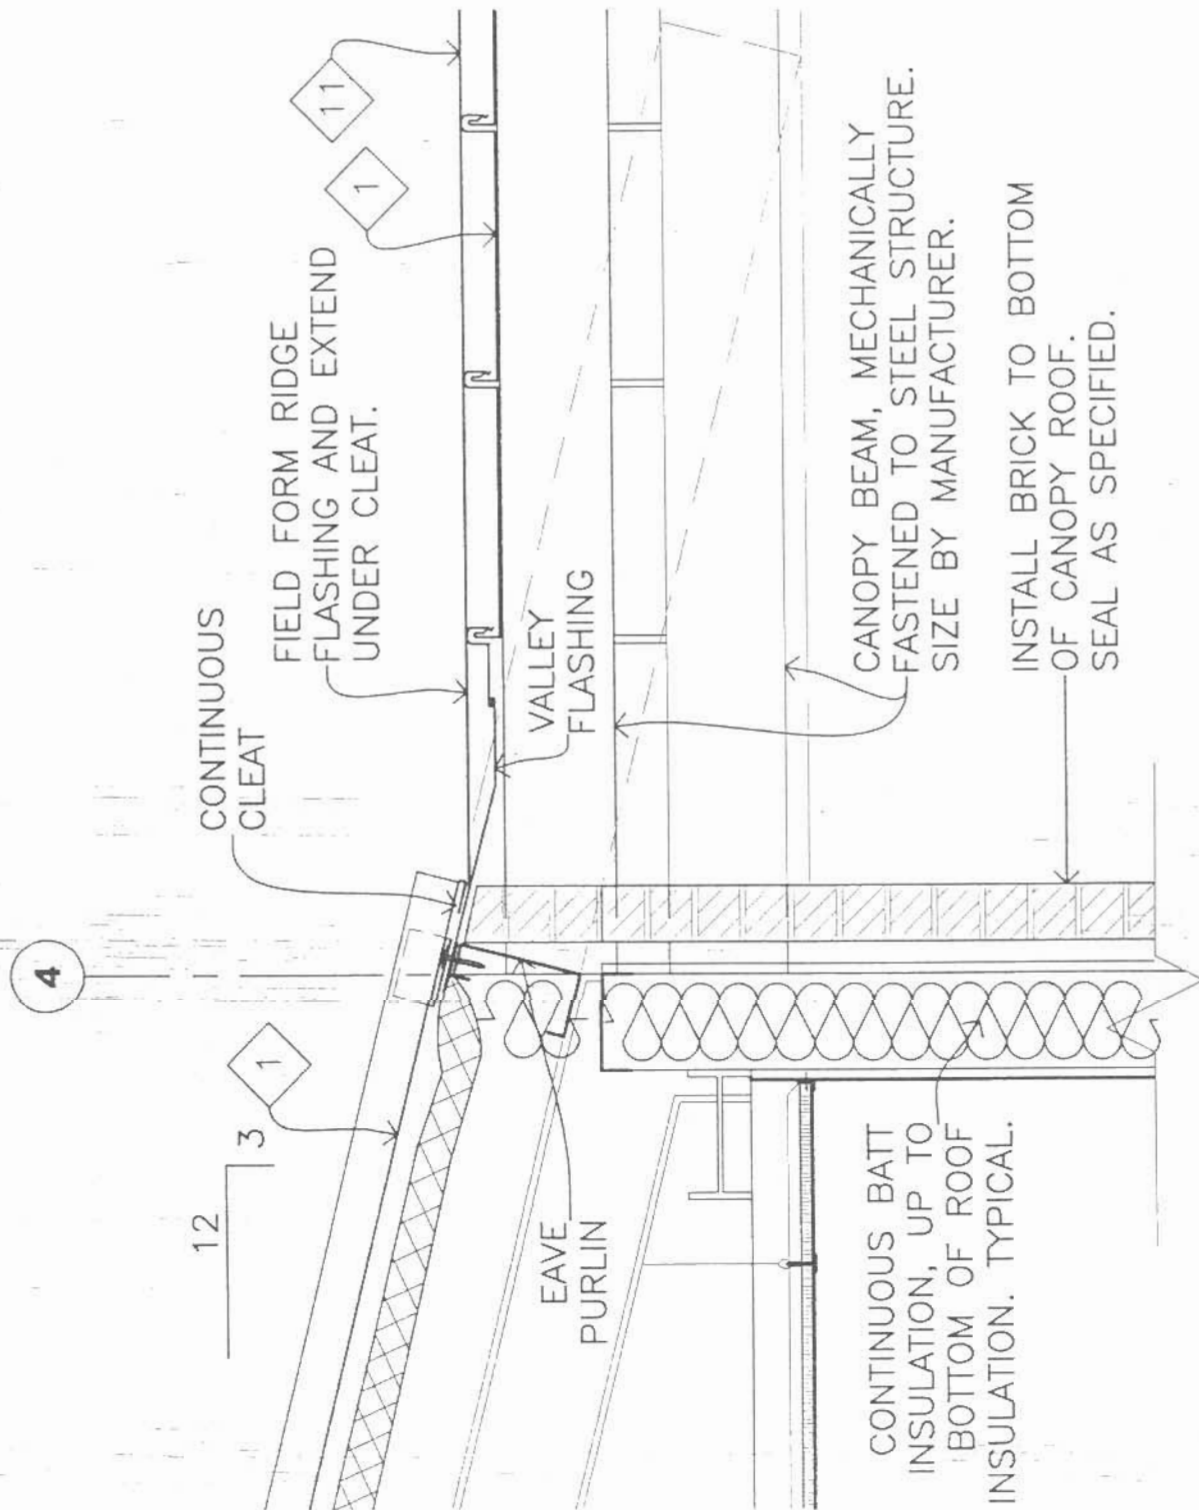 4
12
3
1
CONTINUOUS
CLEAT
FIELD FORM RIDGE
FLASHING AND EXTEND
UNDER CLEAT.
11
1
VALLEY
FLASHING
EAVE
PURLIN
CANOPY BEAM, MECHANICALLY
FASTENED TO STEEL STRUCTURE.
SIZE BY MANUFACTURER.
INSTALL BRICK TO BOTTOM
OF CANOPY ROOF.
SEAL AS SPECIFIED.
CONTINUOUS BATT
INSULATION, UP TO
BOTTOM OF ROOF
INSULATION. TYPICAL.